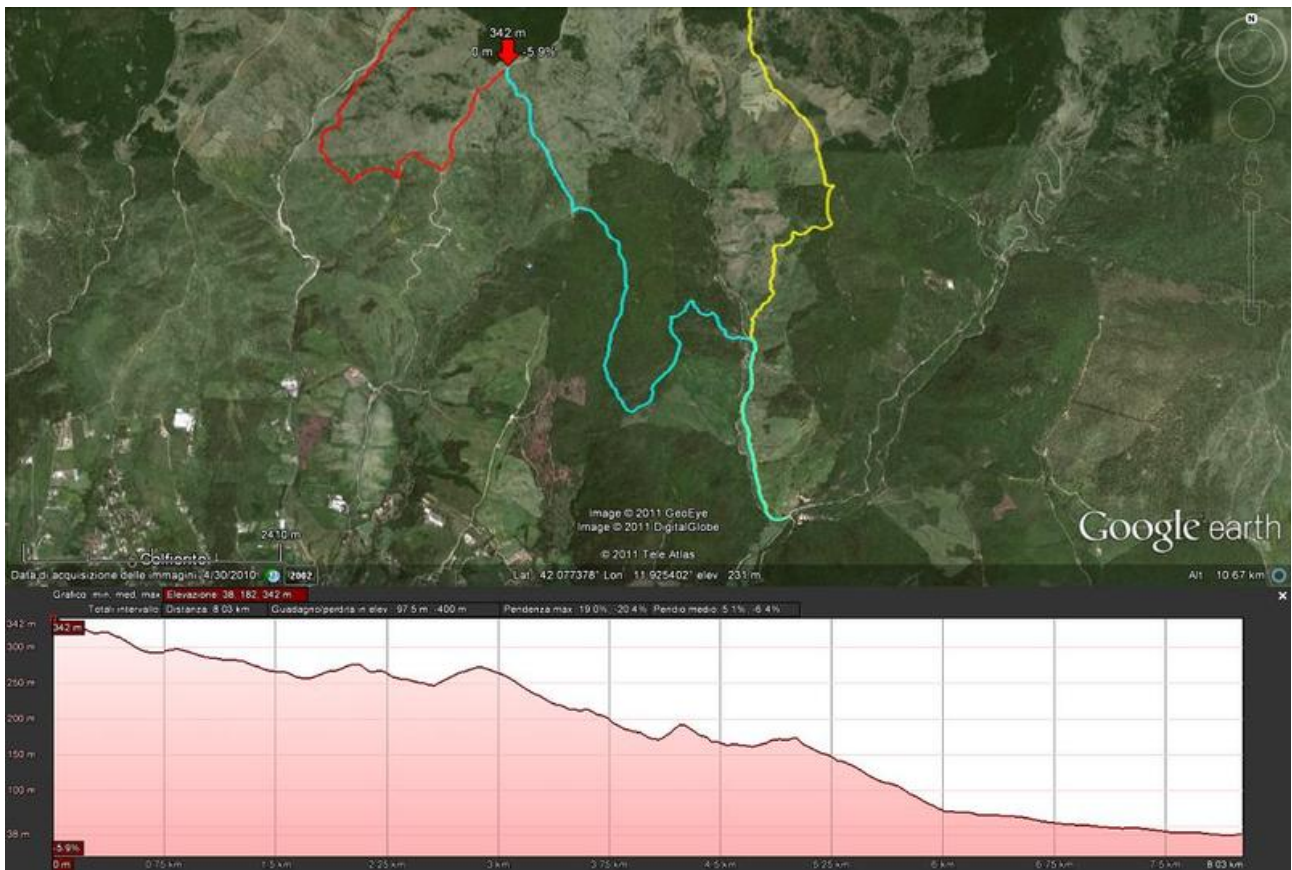 342 m
0 m -5.9%
N
Image © 2011 GeoEye
Image © 2011 DigitalGlobe
© 2011 Tele Atlas
Google earth
2410 m
Colfiorito
Data di acquisizione delle immagini: 4/30/2010 2002 Lat 42.077378° Lon 11.925402° elev 231 m Alt 10.67 km
Grafico: min, med, max Elevazione: 38, 182, 342 m
Totali intervallo: Distanza: 8.03 km Guadagno/perdita in elev.: 97.5 m, -400 m Pendenza max: 19.0%, -20.4% Pendio medio: 5.1%, -6.4%
342 m 342 m
300 m
250 m
200 m
150 m
100 m
38 m
-5.9%
0 m 0.75 km 1.5 km 2.25 km 3 km 3.75 km 4.5 km 5.25 km 6 km 6.75 km 7.5 km 8.03 km